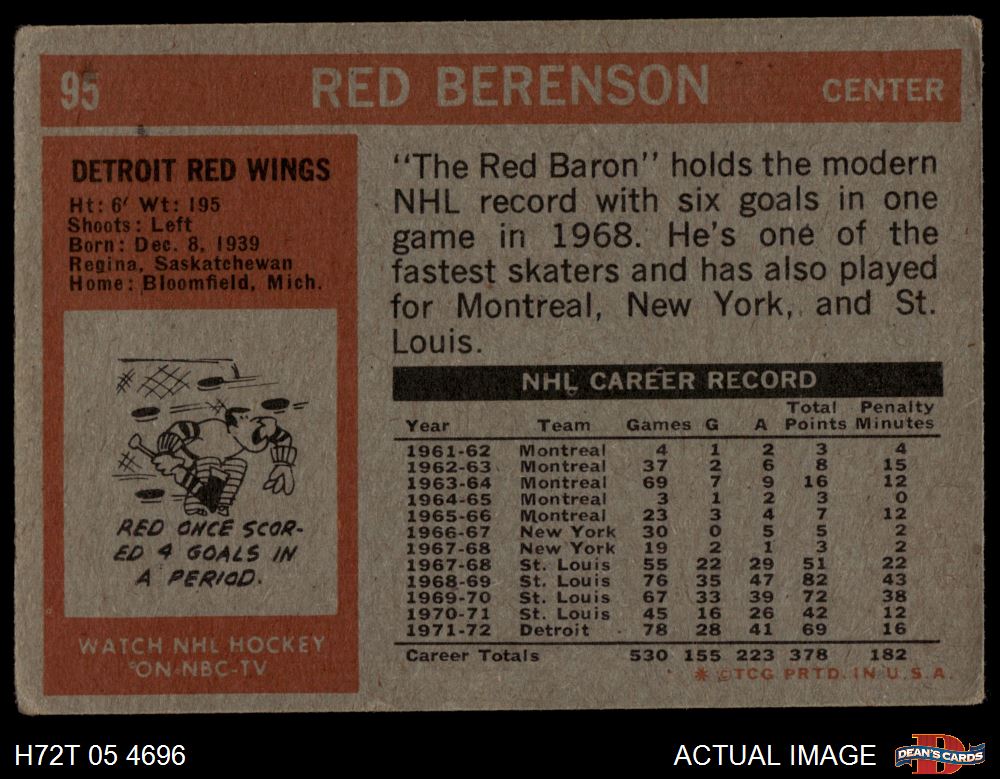 95 RED BERENSON CENTER
DETROIT RED WINGS
Ht: 6' Wt: 195
Shoots: Left
Born: Dec. 8, 1939
Regina, Saskatchewan
Home: Bloomfield, Mich.
RED ONCE SCOR-
ED 4 GOALS IN
A PERIOD.
WATCH NHL HOCKEY
ON NBC-TV
"The Red Baron" holds the modern
NHL record with six goals in one
game in 1968. He's one of the
fastest skaters and has also played
for Montreal, New York, and St.
Louis.
NHL CAREER RECORD
Total Penalty
Year Team Games G A Points Minutes
1961-62 Montreal 4 1 2 3 4
1962-63 Montreal 37 2 6 8 15
1963-64 Montreal 69 7 9 16 12
1964-65 Montreal 3 1 2 3 0
1965-66 Montreal 23 3 4 7 12
1966-67 New York 30 0 5 5 2
1967-68 New York 19 2 1 3 2
1967-68 St. Louis 55 22 29 51 22
1968-69 St. Louis 76 35 47 82 43
1969-70 St. Louis 67 33 39 72 38
1970-71 St. Louis 45 16 26 42 12
1971-72 Detroit 78 28 41 69 16
Career Totals 530 155 223 378 182
* ©TCG PRTD. IN U.S.A.
H72T 05 4696
ACTUAL IMAGE
D
DEAN'S CARDS